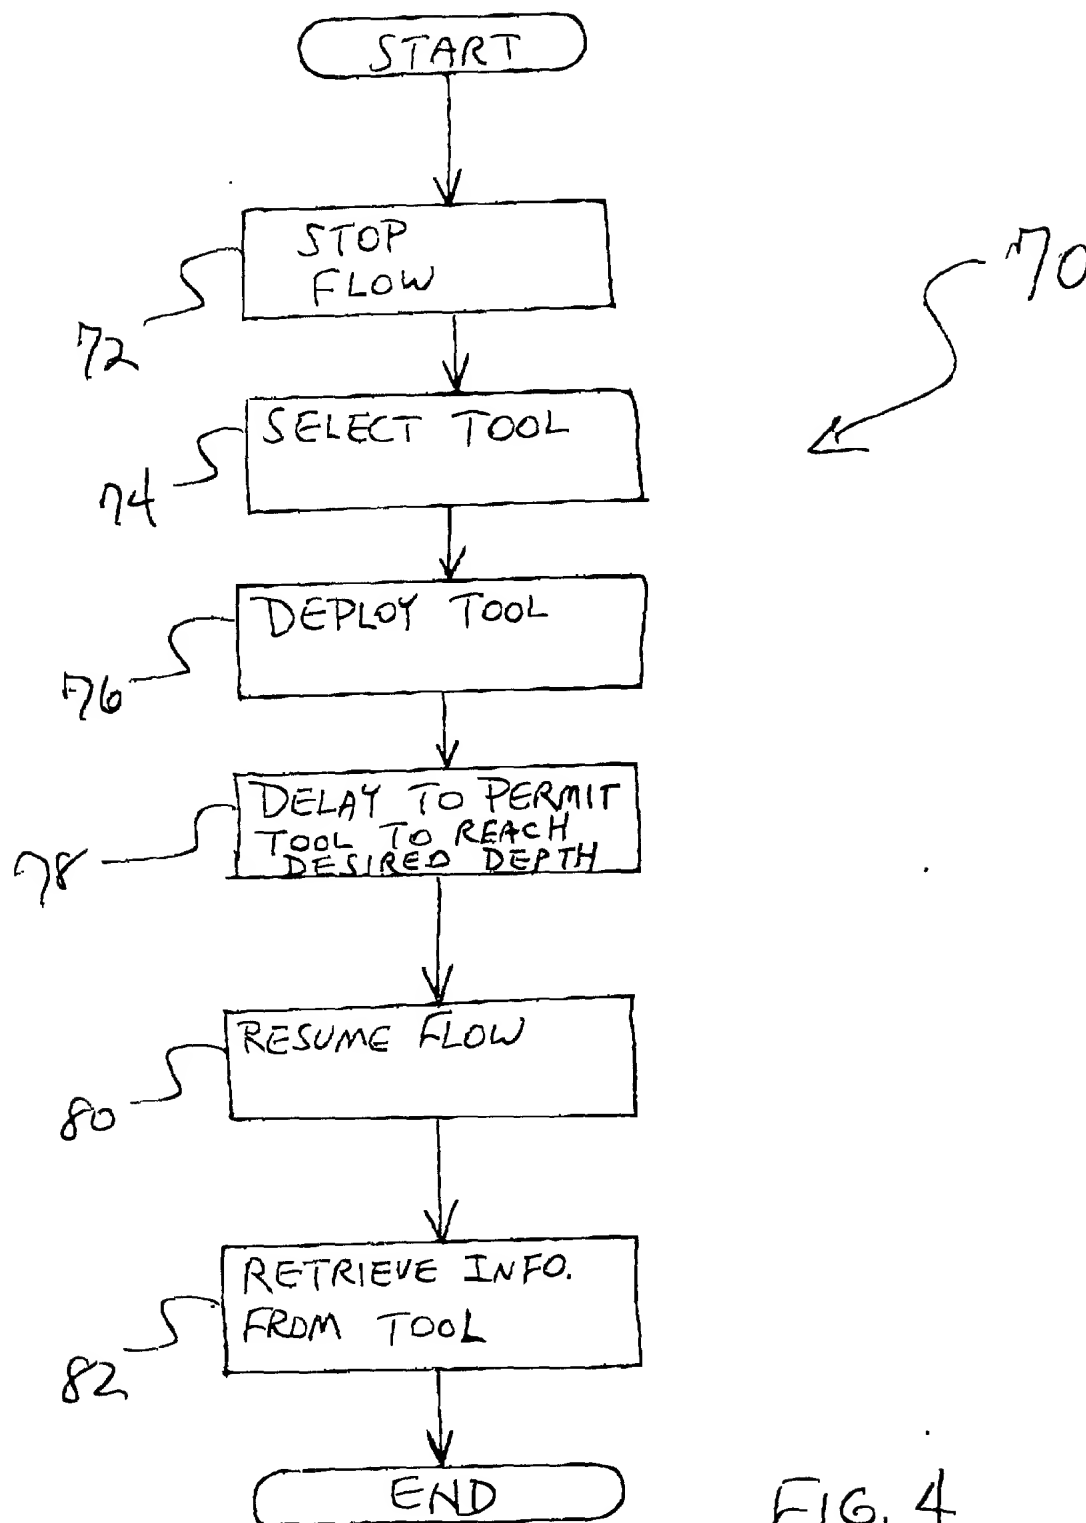 START
STOP
FLOW
70
72
SELECT TOOL
74
DEPLOY TOOL
76
DELAY TO PERMIT
TOOL TO REACH
DESIRED DEPTH
78
RESUME FLOW
80
RETRIEVE INFO.
FROM TOOL
82
END
FIG. 4